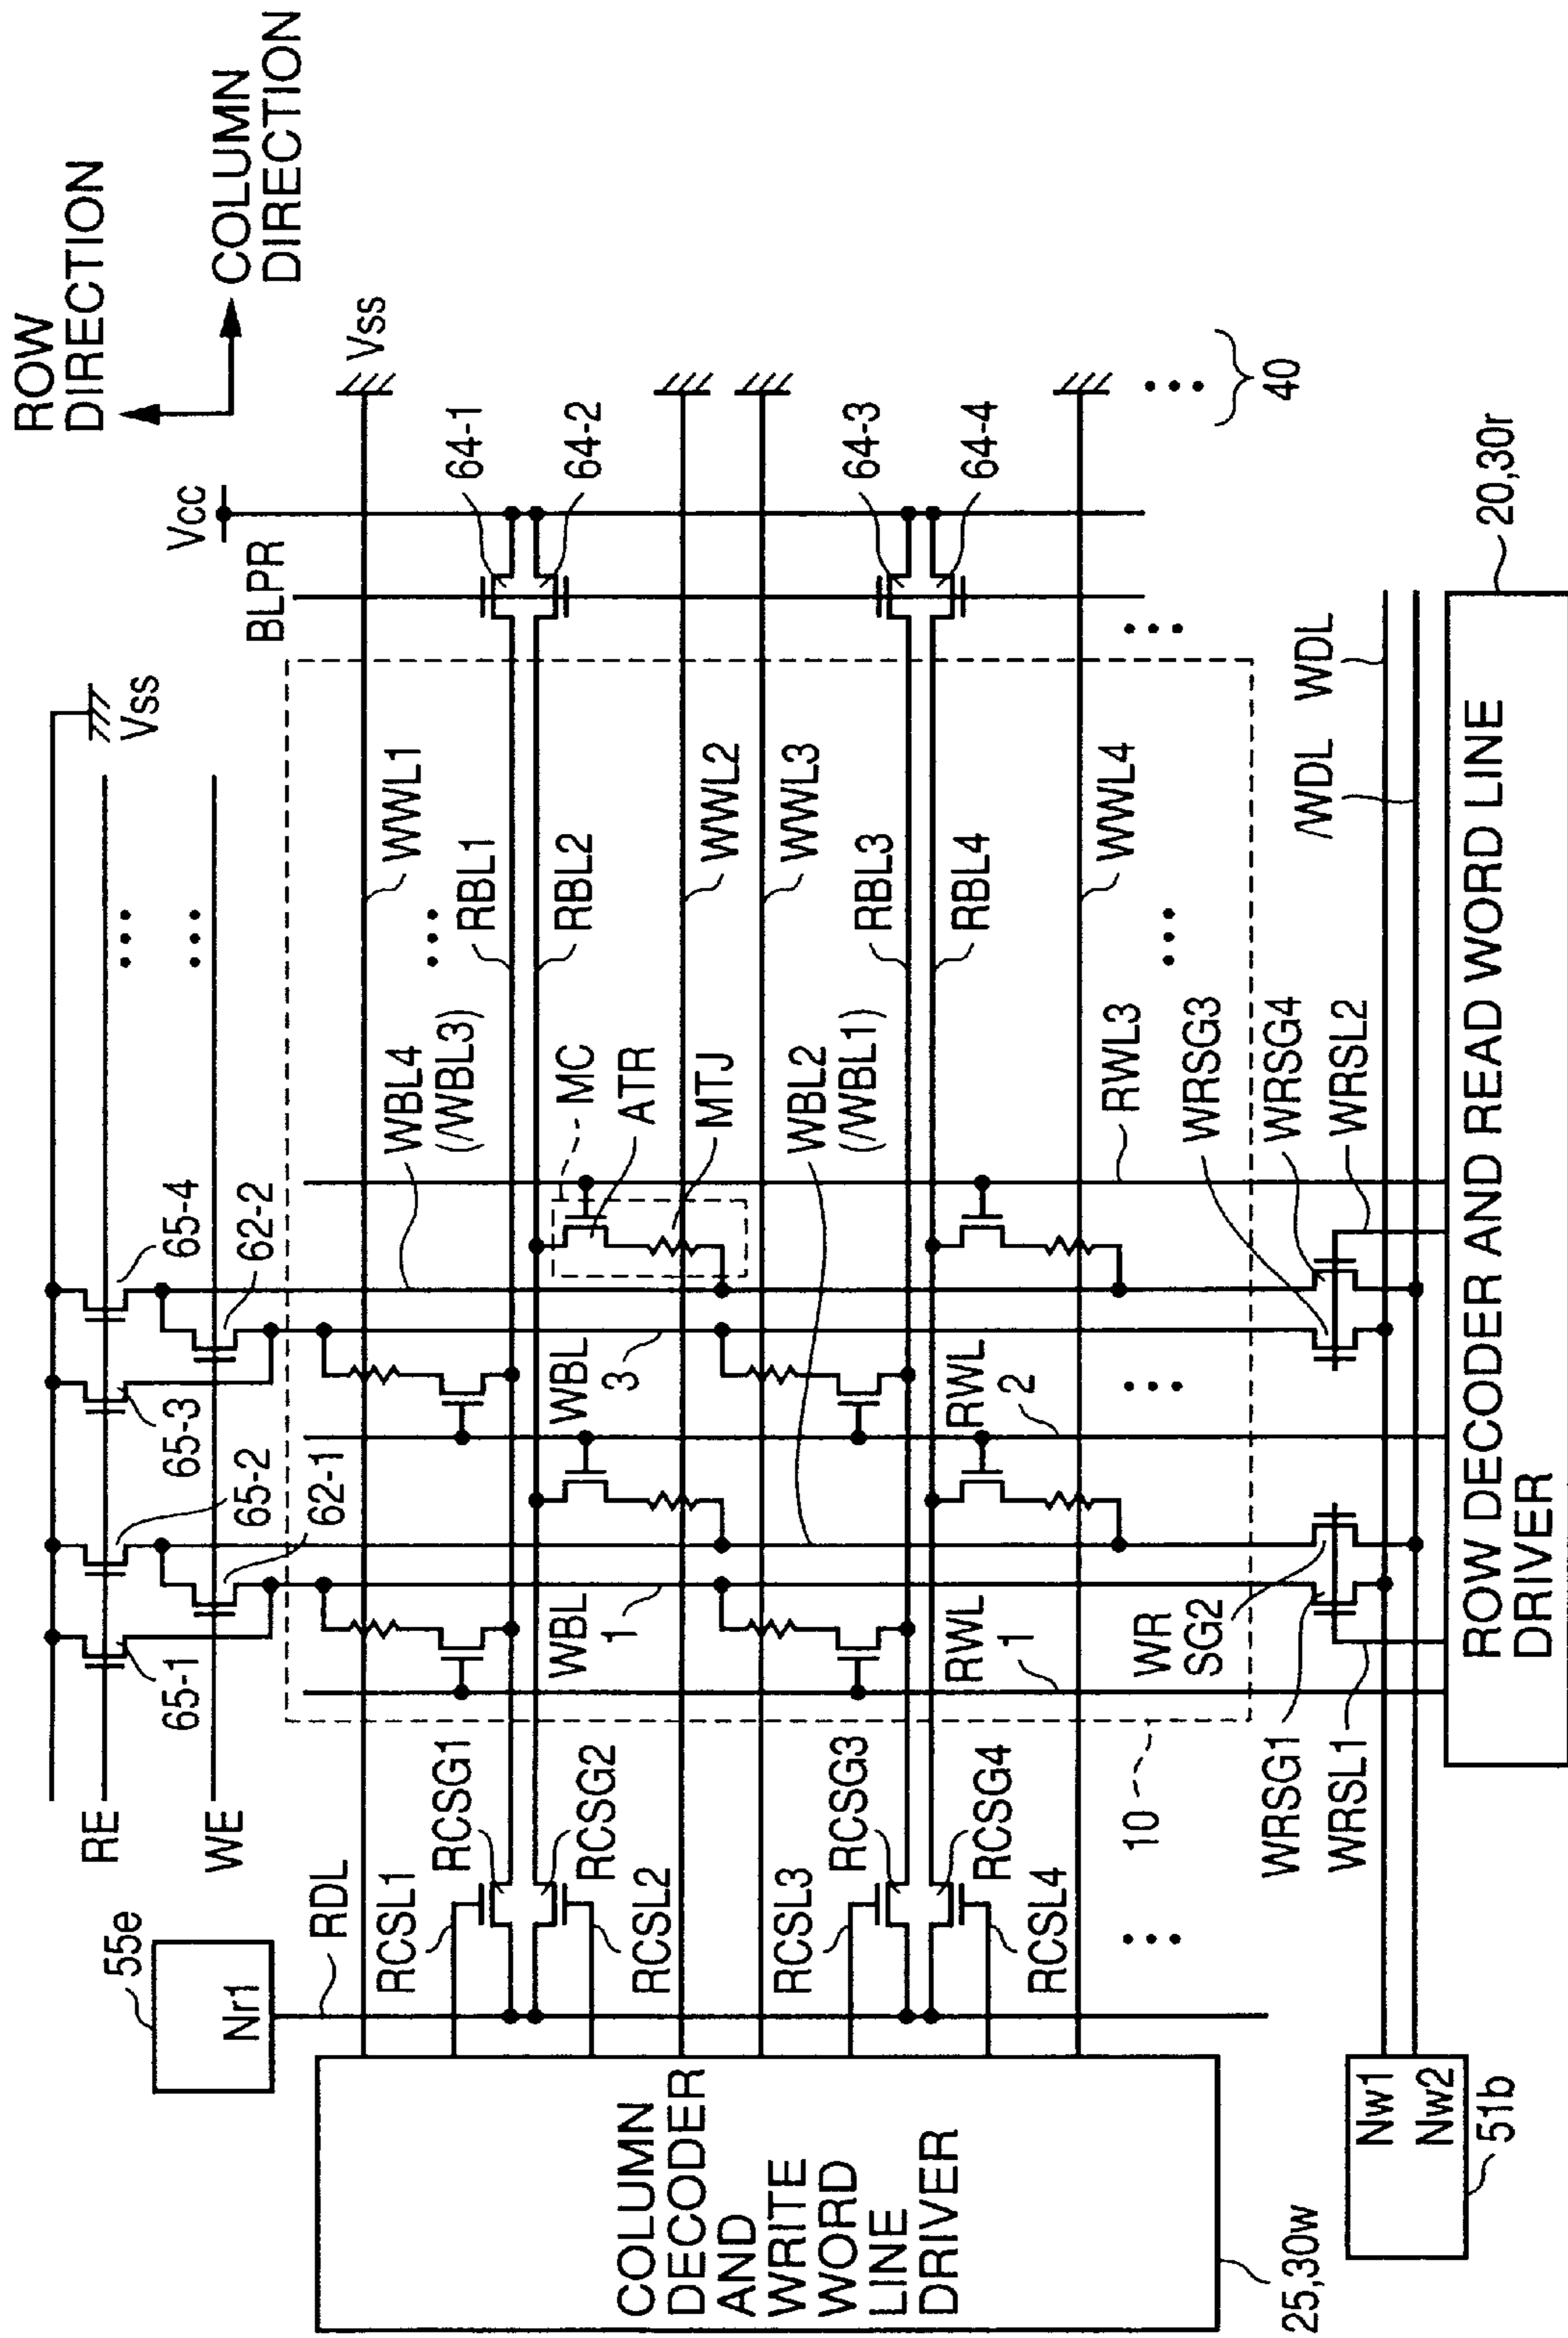 ROW
DIRECTION
COLUMN
DIRECTION
Vss
Vcc
BLPR
Vss
RE
WE
RDL
55e
Nr1
65-1
65-2
62-1
65-3
65-4
62-2
WWL1
RBL1
RBL2
WWL2
WWL3
RBL3
RBL4
WWL4
64-1
64-2
64-3
64-4
40
WBL4
(/WBL3)
MC
ATR
MTJ
WBL2
(/WBL1)
RWL3
WBL
3
RWL
2
WBL
1
RWL
1
RCSL1
RCSG1
RCSG2
RCSL2
RCSL3
RCSG3
RCSG4
RCSL4
10
WR
SG2
WRSG1
WRSL1
WRSG3
WRSG4
WRSL2
/WDL
WDL
20,30r
ROW DECODER AND READ WORD LINE
DRIVER
COLUMN
DECODER
AND
WRITE
WORD
LINE
DRIVER
25,30w
Nw1
Nw2
51b